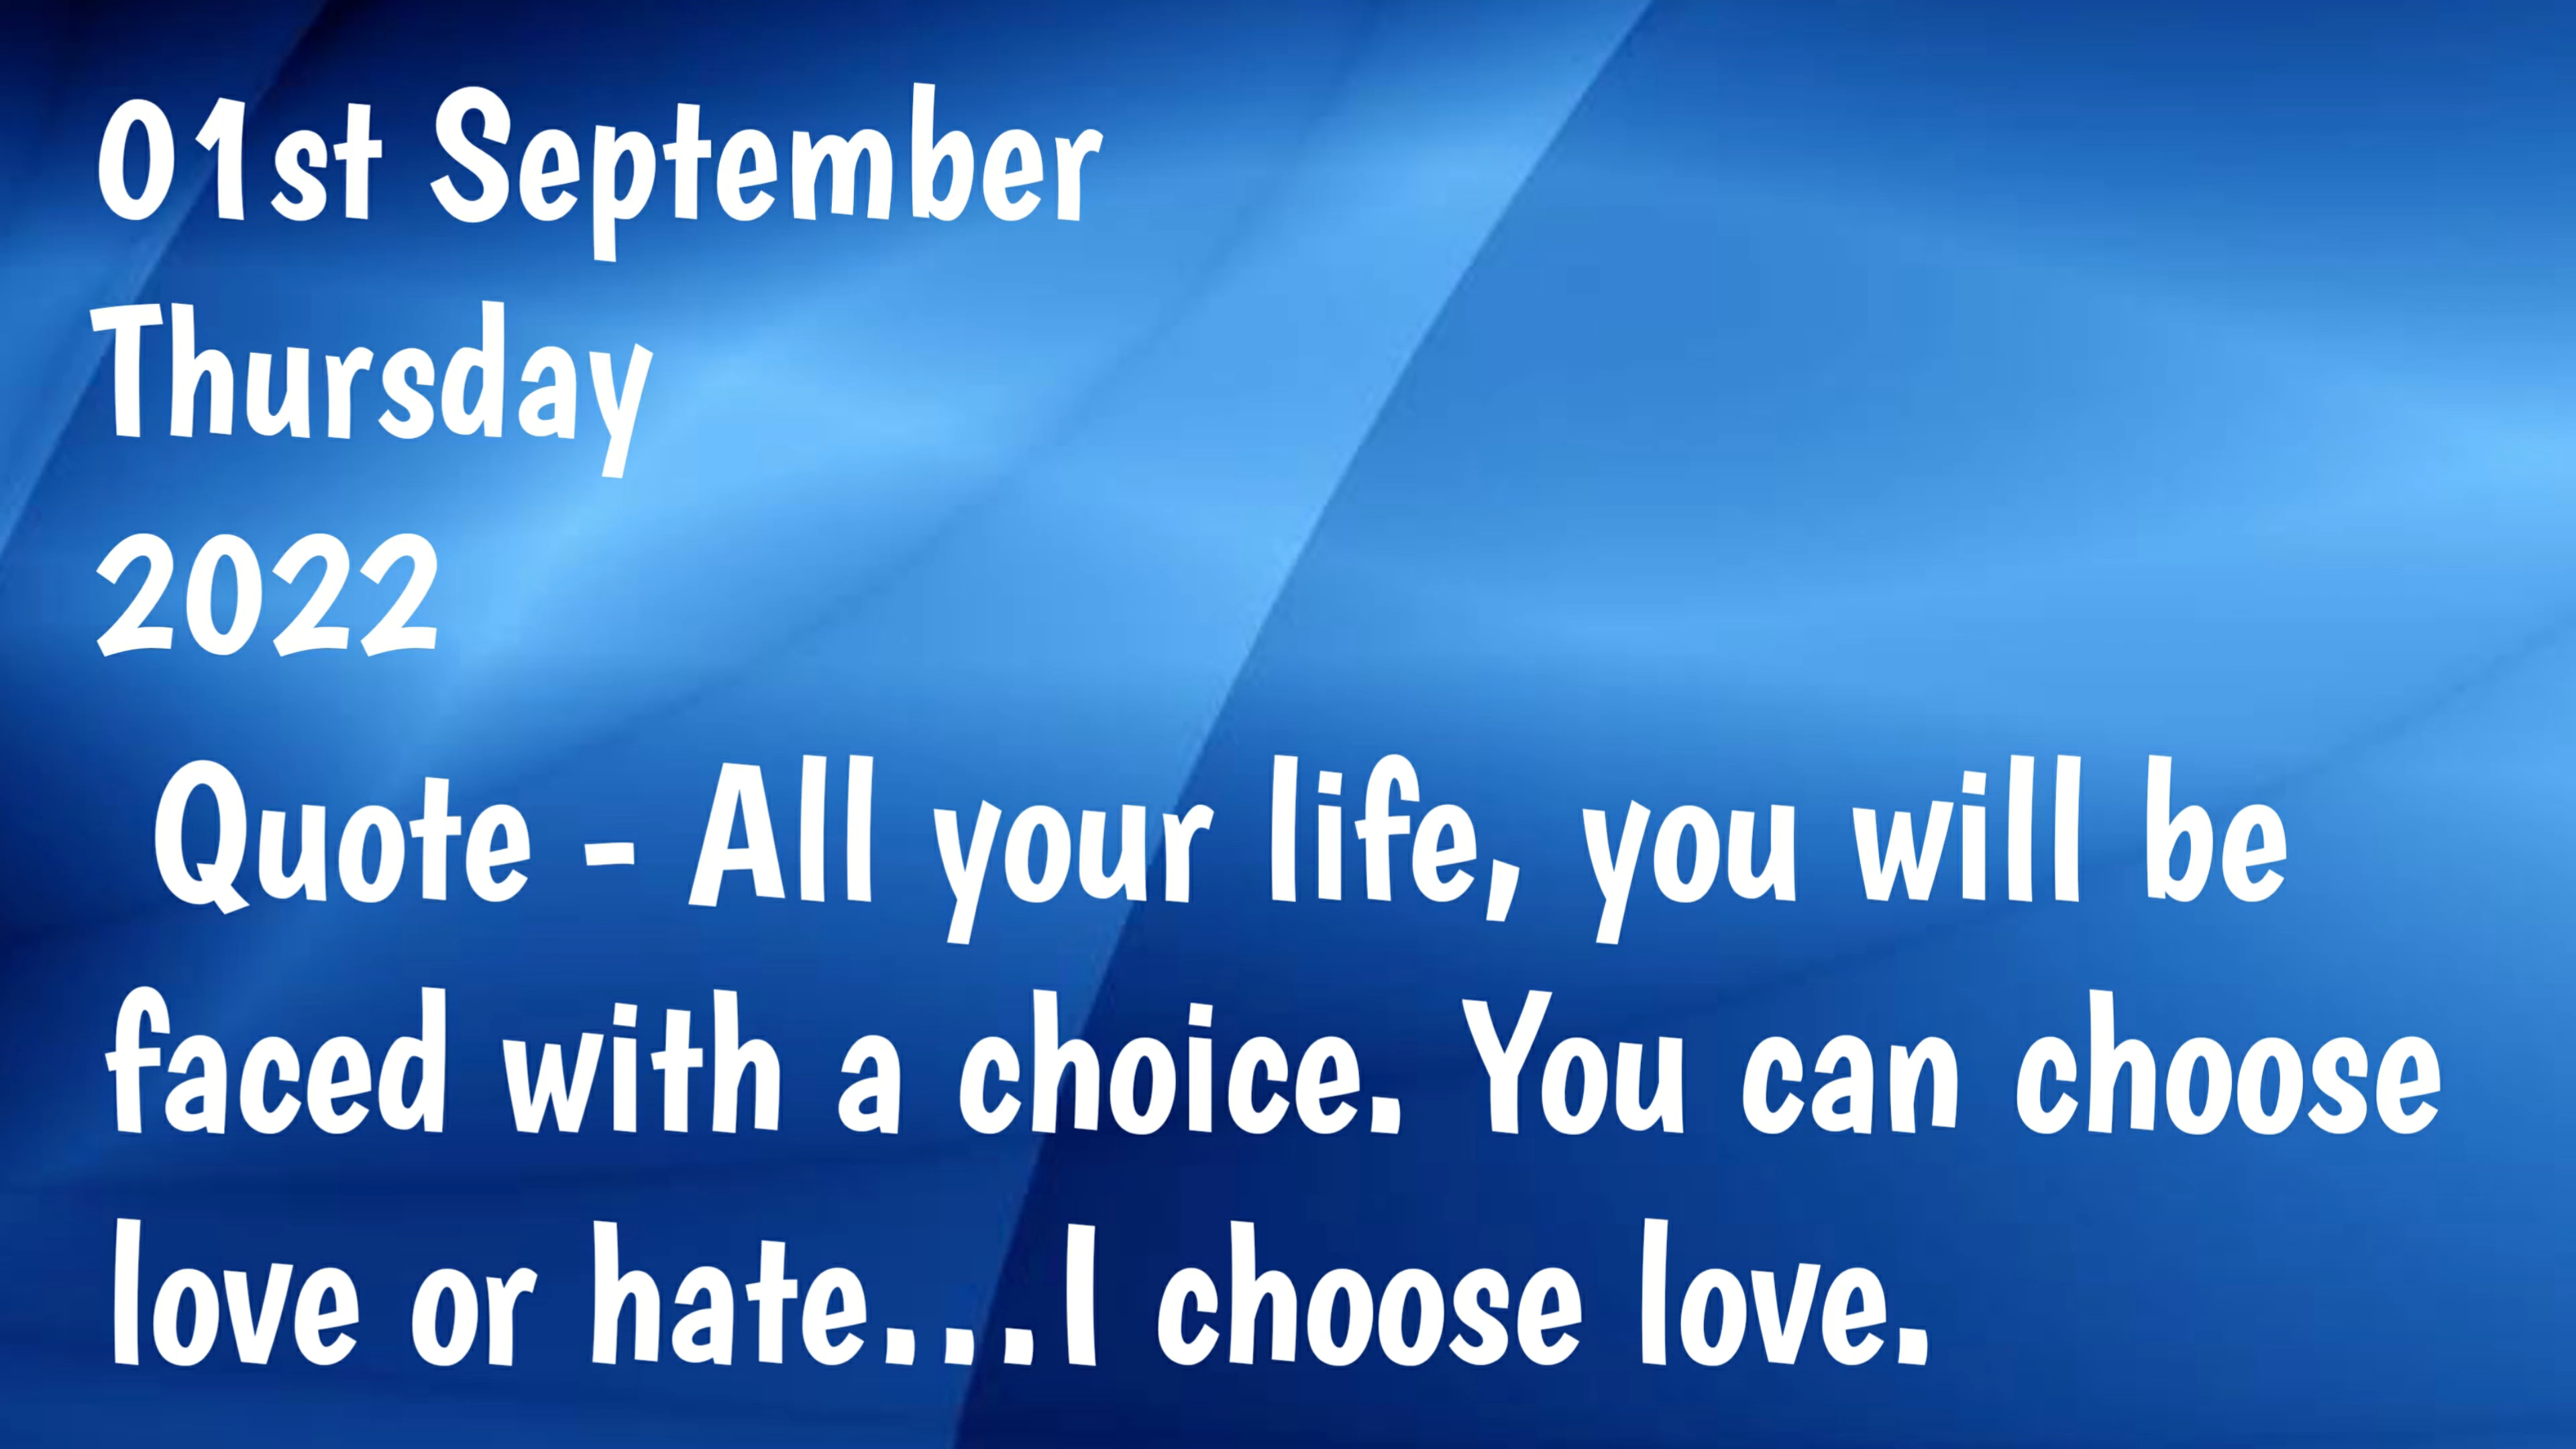 01st September
Thursday
2022
Quote - All your life, you will be
faced with a choice. You can choose
love or hate...I choose love.